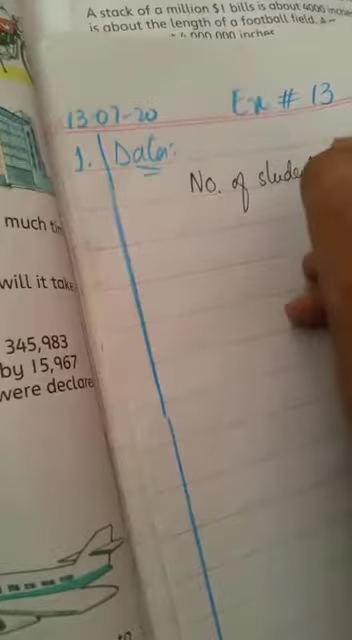 A stack of a million $1 bills is about 4000 inches
is about the length of a football field. A
13-07-20 Ex # 13
1. Data:
No. of stude
much
will it take
345,983
by 15,967
were declare